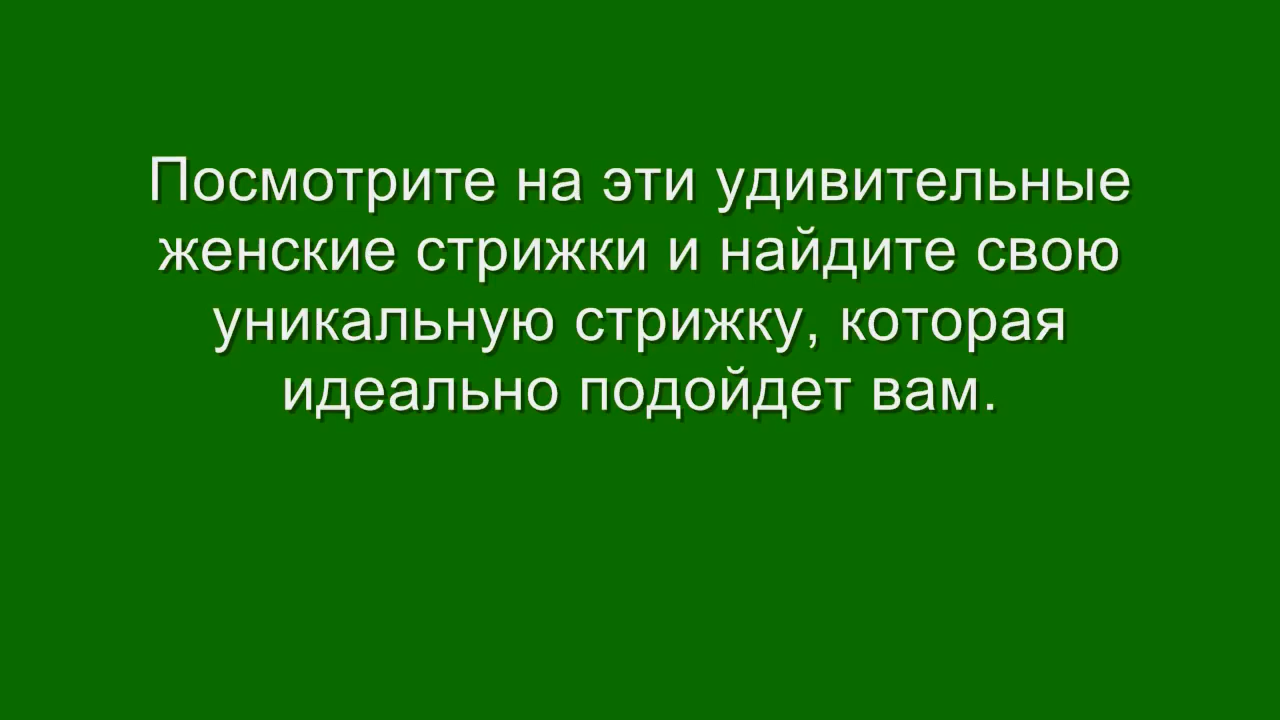 Посмотрите на эти удивительные
женские стрижки и найдите свою
уникальную стрижку, которая
идеально подойдет вам.